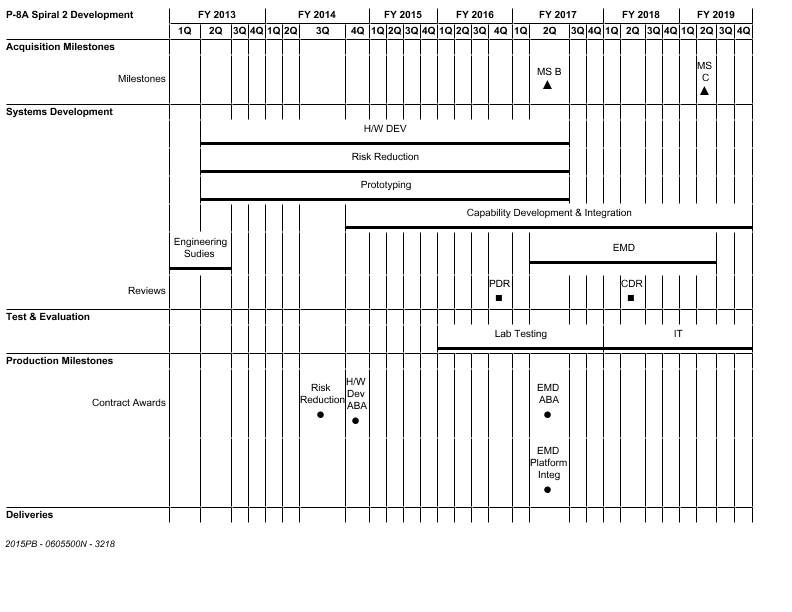 P-8A Spiral 2 Development FY 2013 FY 2014 FY 2015 FY 2016 FY 2017 FY 2018 FY 2019
1Q 2Q 3Q 4Q 1Q 2Q 3Q 4Q 1Q 2Q 3Q 4Q 1Q 2Q 3Q 4Q 1Q 2Q 3Q 4Q 1Q 2Q 3Q 4Q 1Q 2Q 3Q 4Q
Acquisition Milestones
Milestones
MS B
MS
C
Systems Development
H/W DEV
Risk Reduction
Prototyping
Capability Development & Integration
Engineering
Sudies
EMD
Reviews
PDR
CDR
Test & Evaluation
Lab Testing
IT
Production Milestones
Contract Awards
Risk
Reduction
H/W
Dev
ABA
EMD
ABA
EMD
Platform
Integ
Deliveries
2015PB - 0605500N - 3218